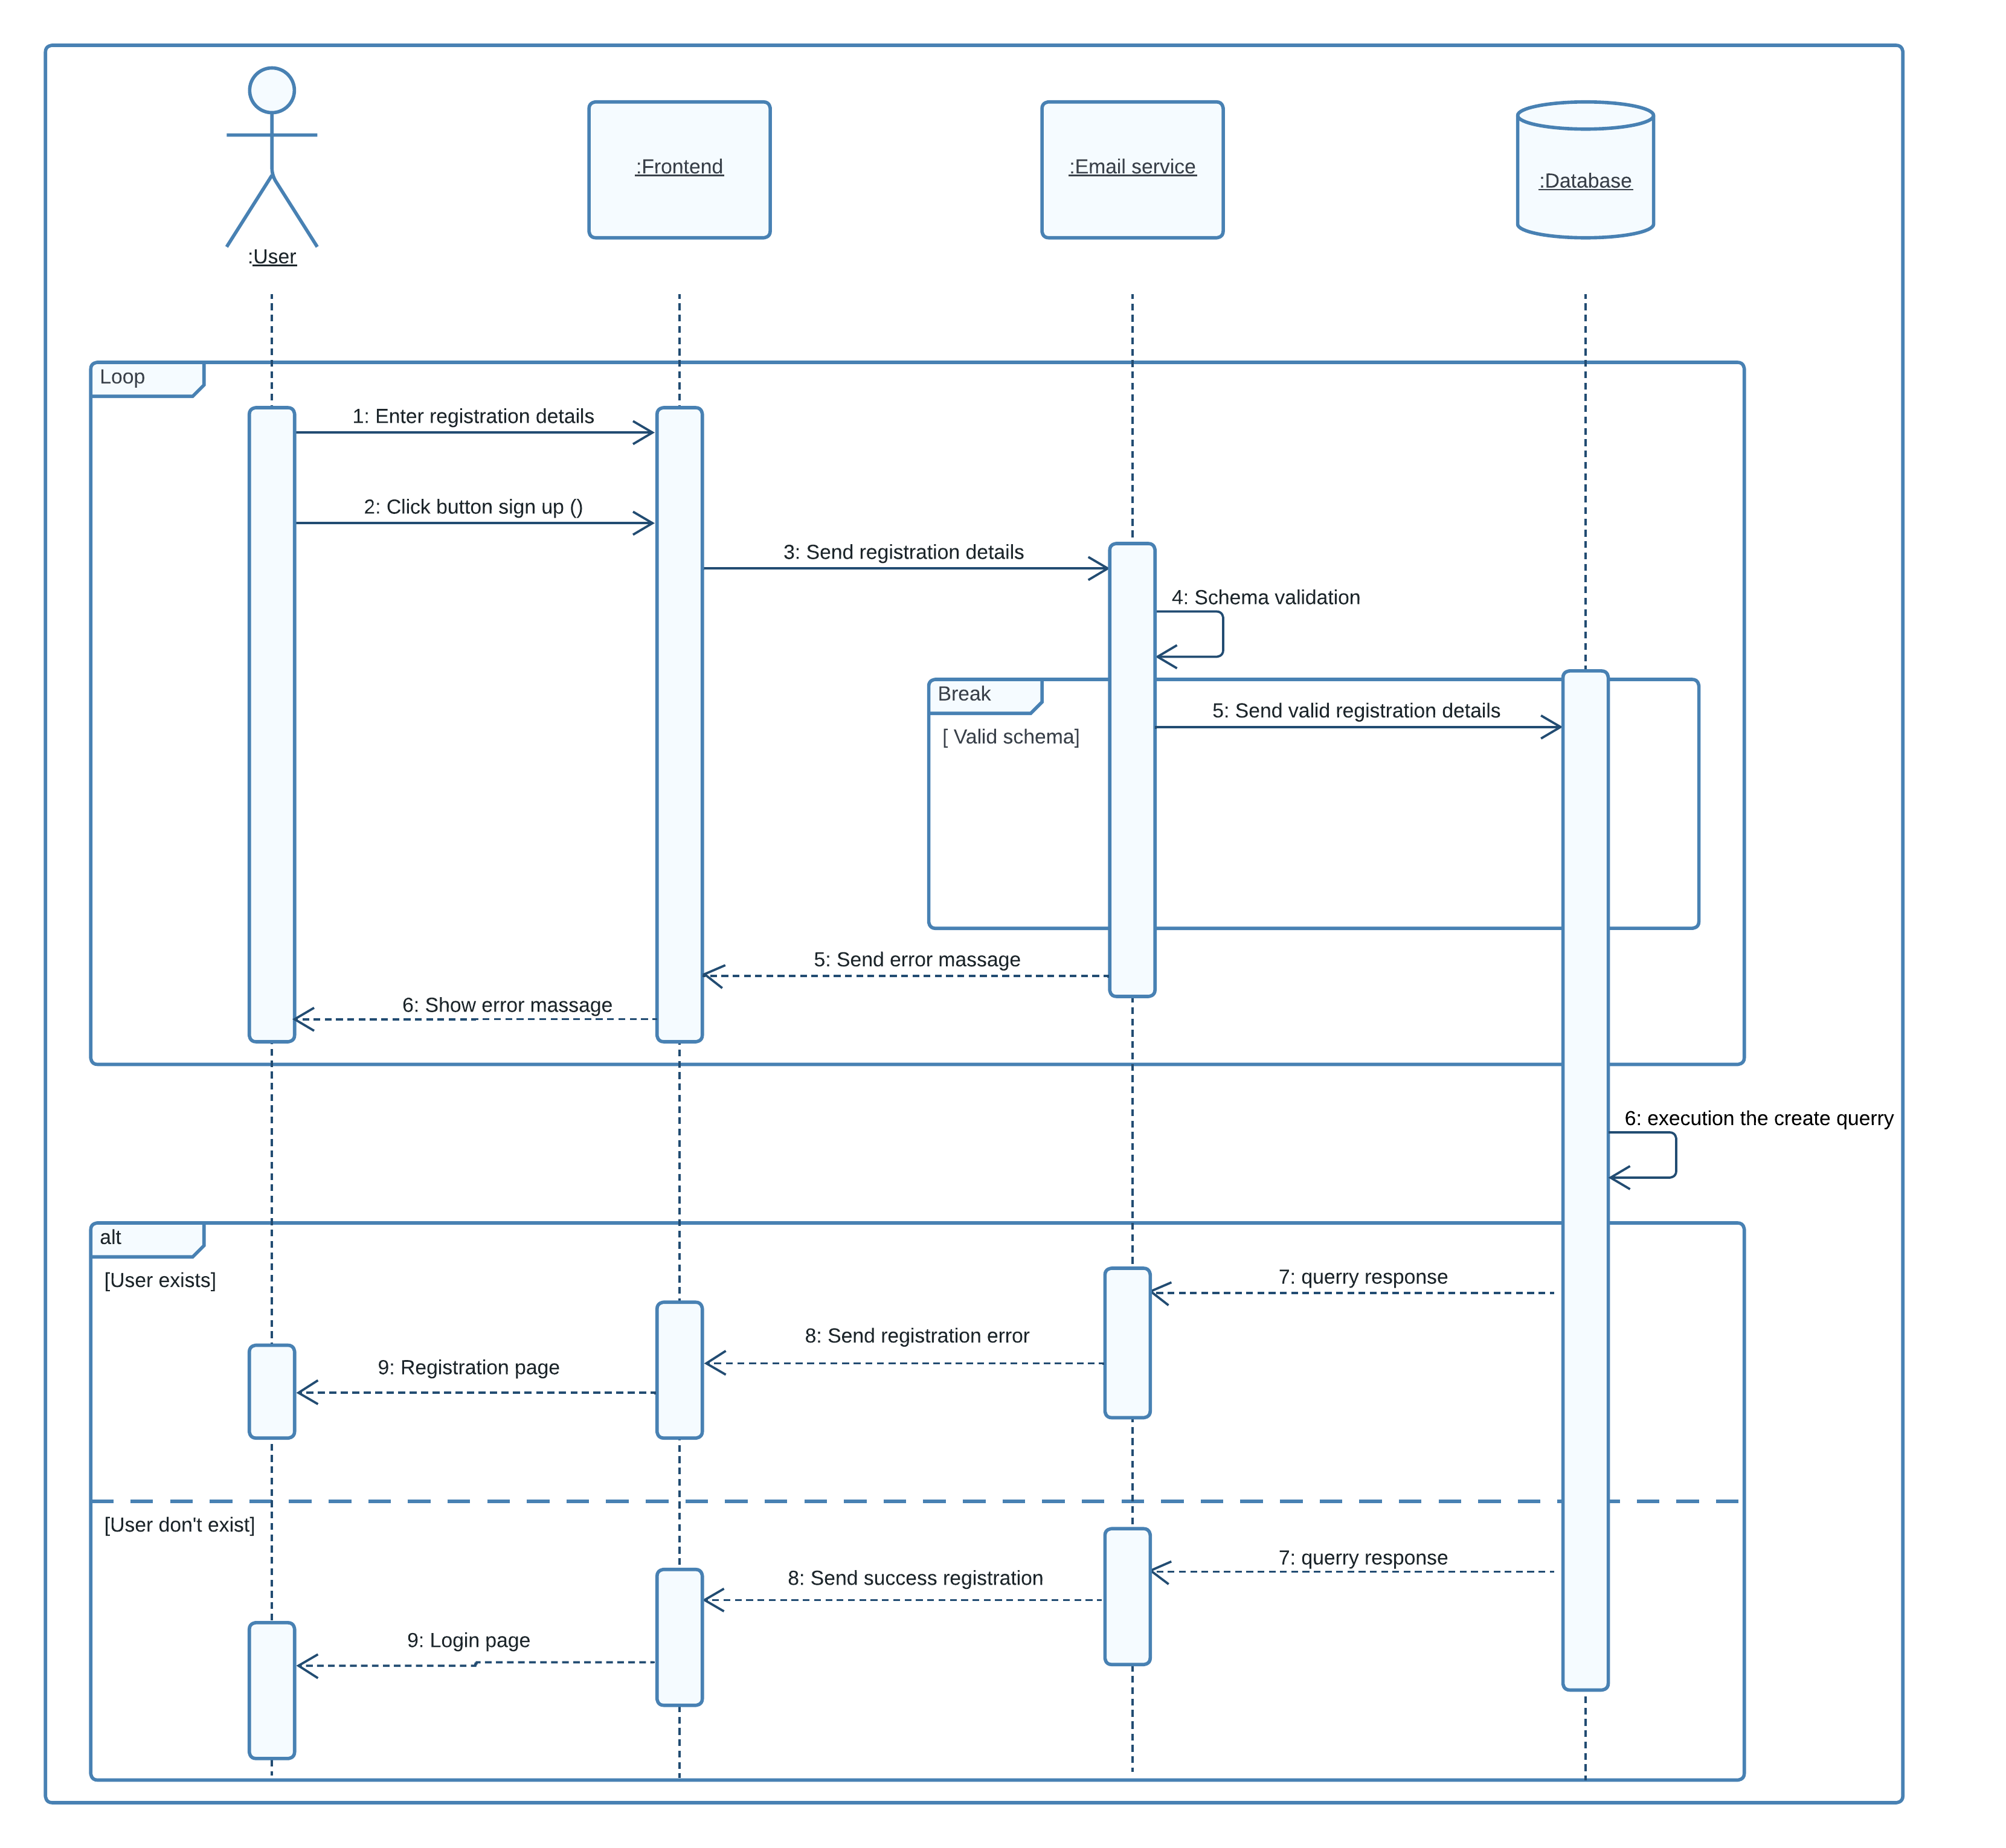 :User
:Frontend
:Email service
:Database
Loop
1: Enter registration details
2: Click button sign up ()
3: Send registration details
4: Schema validation
Break
5: Send valid registration details
[ Valid schema]
5: Send error massage
6: Show error massage
6: execution the create querry
alt
[User exists]
7: querry response
8: Send registration error
9: Registration page
[User don't exist]
7: querry response
8: Send success registration
9: Login page